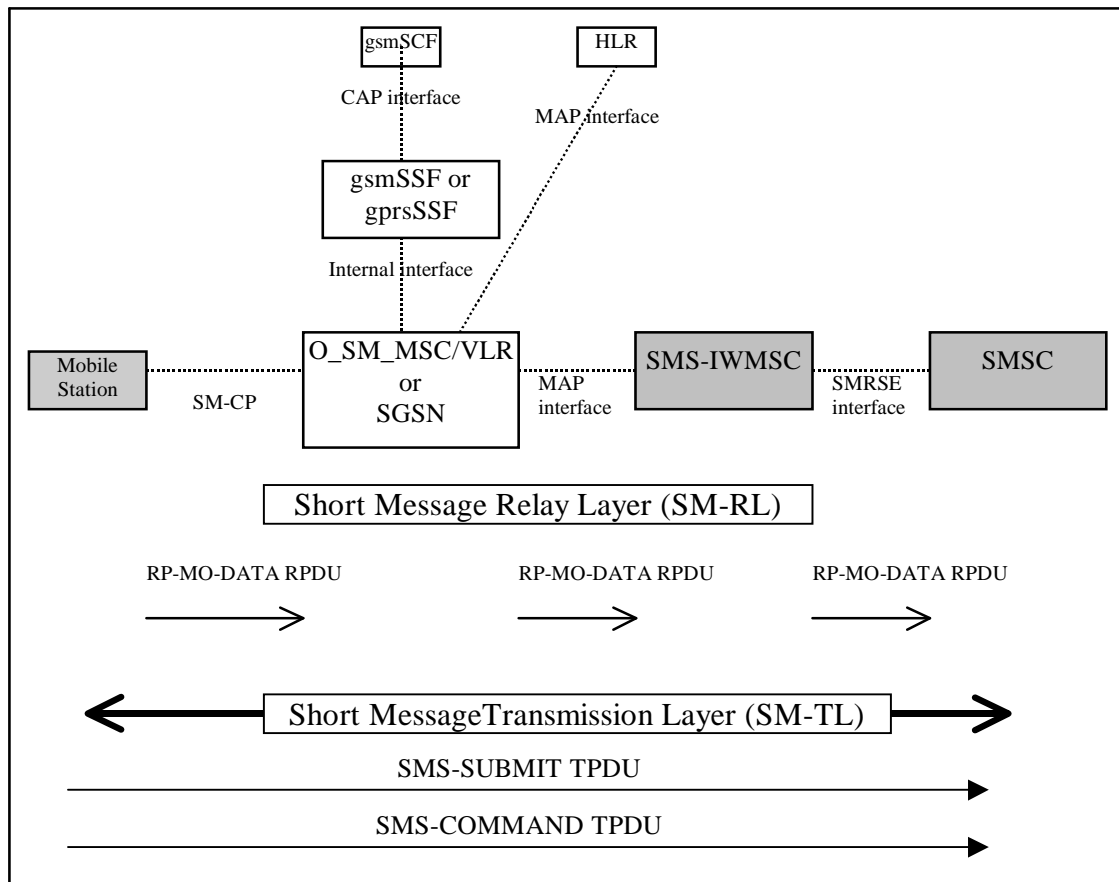 gsmSCF
HLR
CAP interface
MAP interface
gsmSSF or
gprsSSF
Internal interface
Mobile
Station
SM-CP
O_SM_MSC/VLR
or
SGSN
MAP
interface
SMS-IWMSC
SMRSE
interface
SMSC
Short Message Relay Layer (SM-RL)
RP-MO-DATA RPDU
RP-MO-DATA RPDU
RP-MO-DATA RPDU
Short MessageTransmission Layer (SM-TL)
SMS-SUBMIT TPDU
SMS-COMMAND TPDU